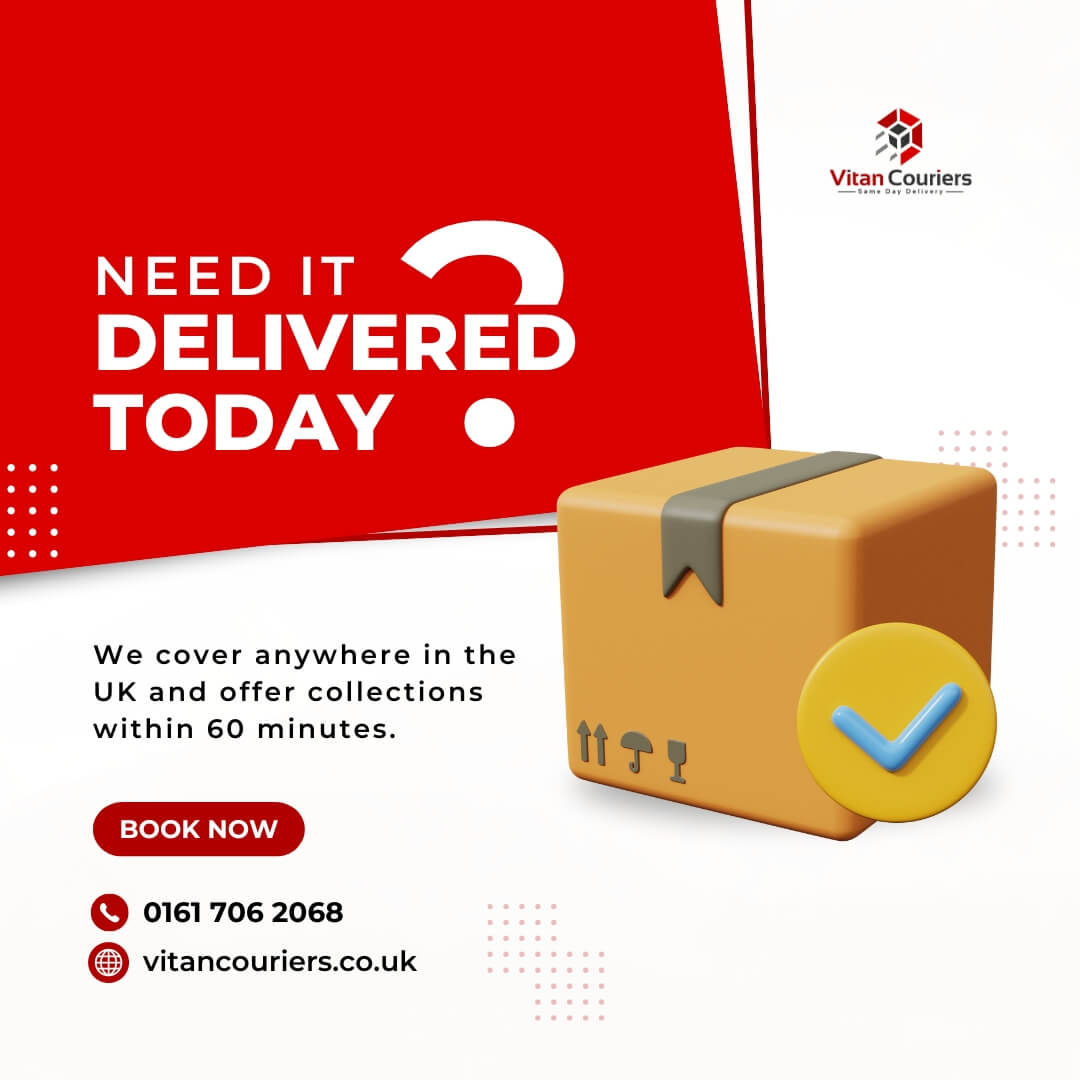 Vitan Couriers
Same Day Delivery
NEED IT
DELIVERED
TODAY ?
We cover anywhere in the
UK and offer collections
within 60 minutes.
BOOK NOW
0161 706 2068
vitancouriers.co.uk